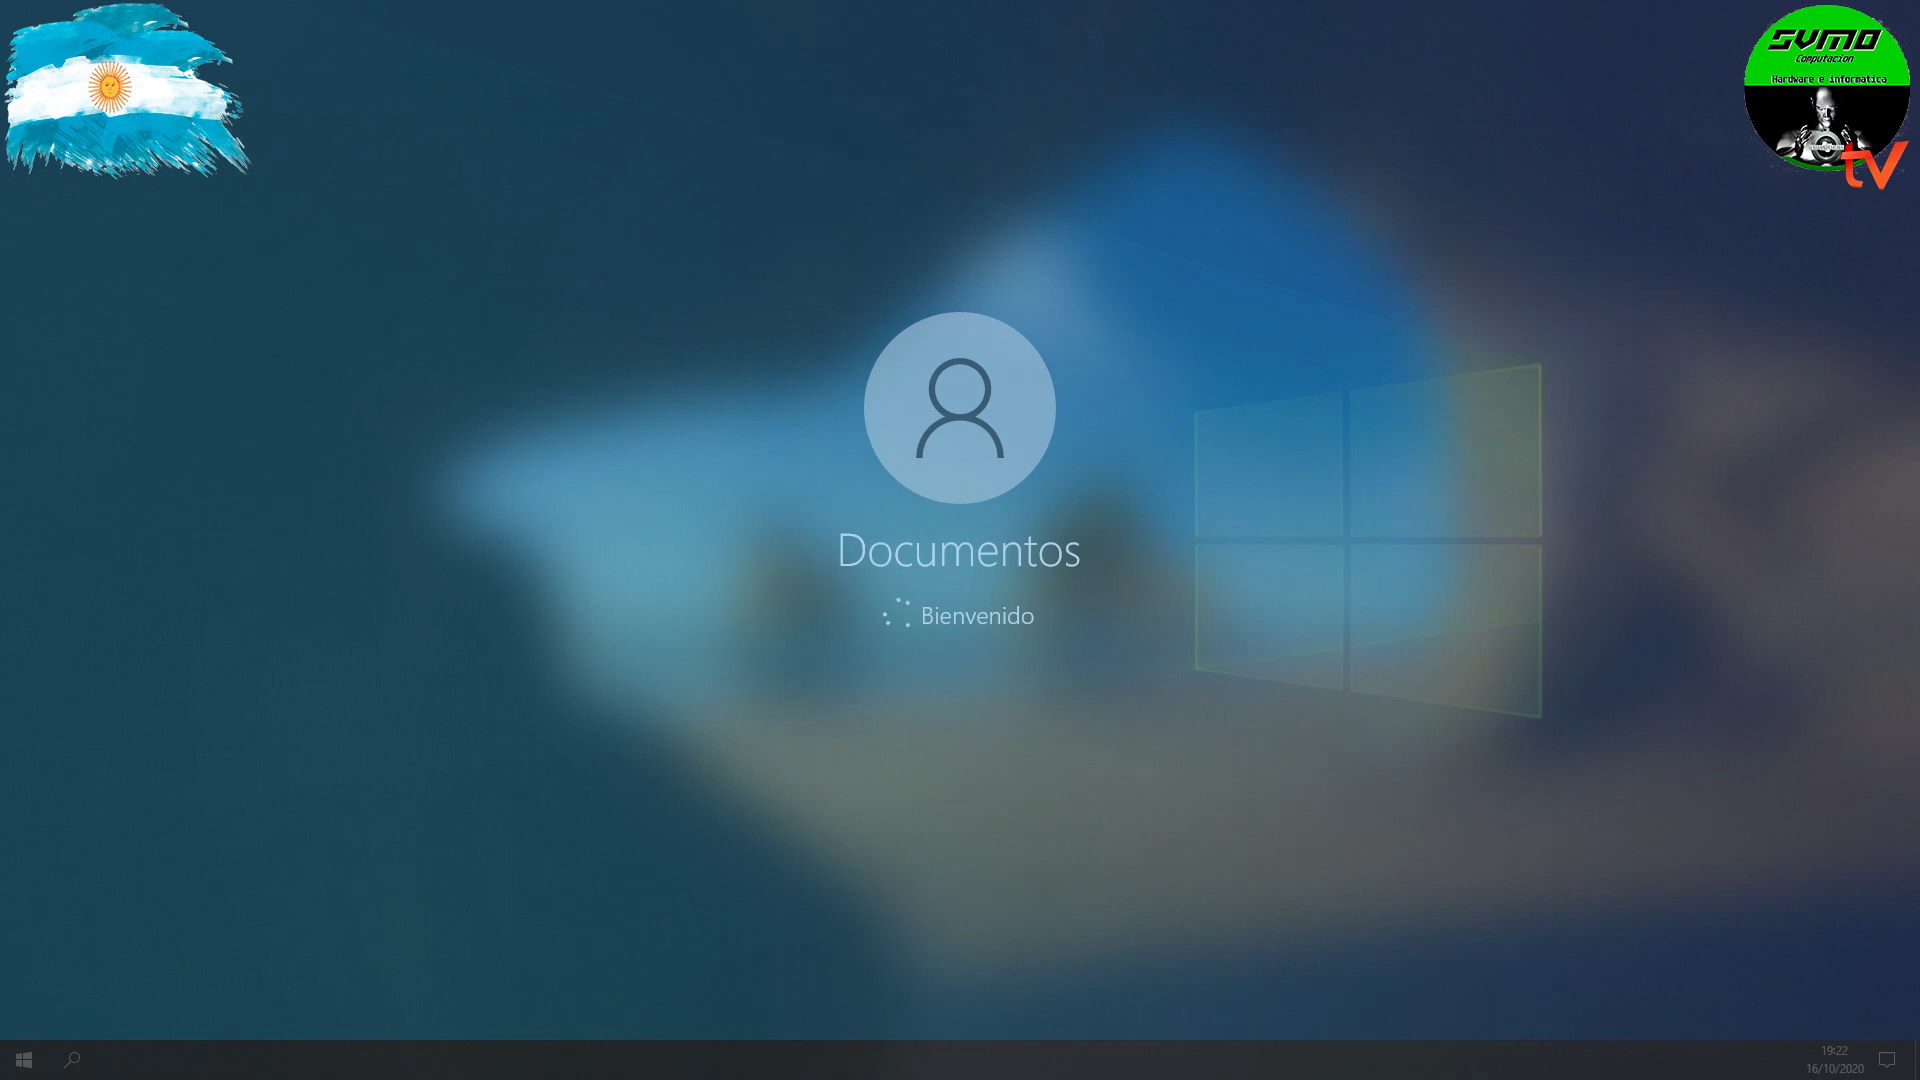 SVMO
Computacion
Hardware e informatica
tv
Documentos
Bienvenido
19:22
16/10/2020